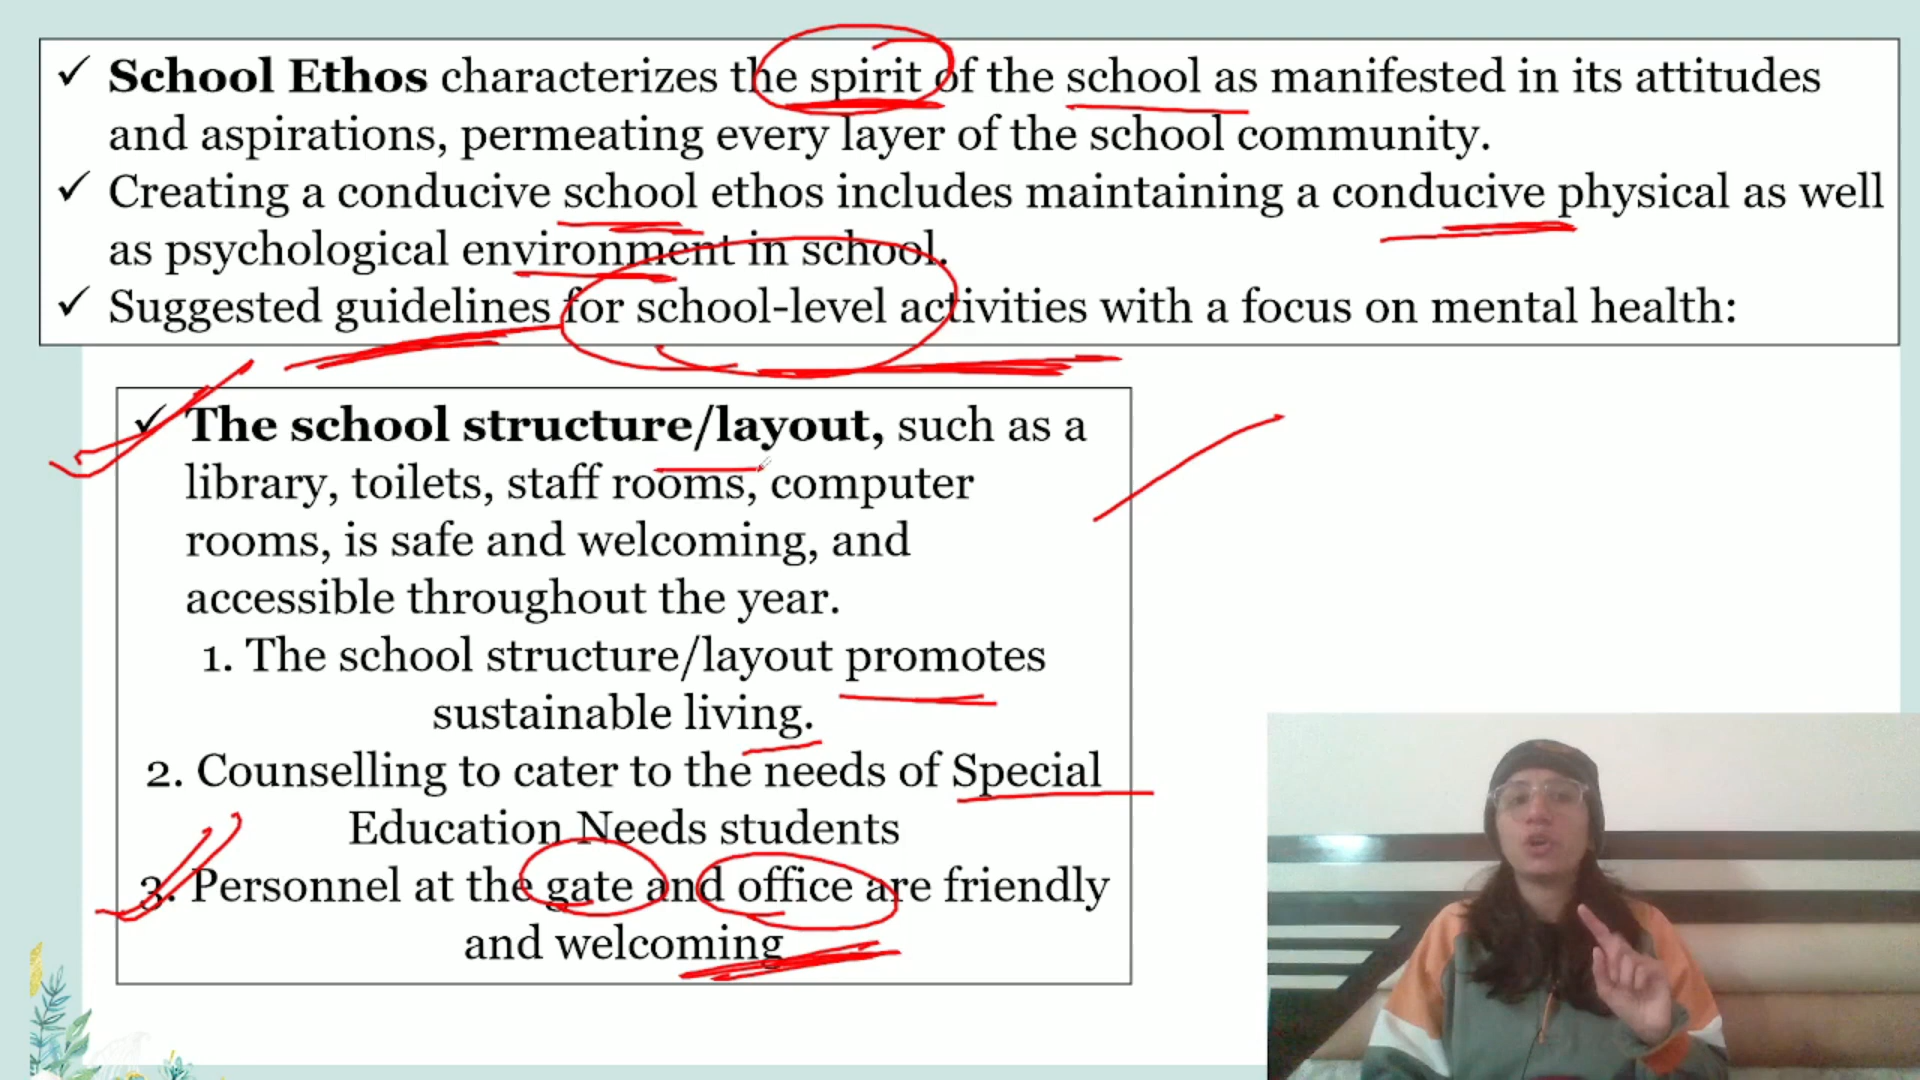 ✓ School Ethos characterizes the spirit of the school as manifested in its attitudes
and aspirations, permeating every layer of the school community.
✓ Creating a conducive school ethos includes maintaining a conducive physical as well
as psychological environment in school.
✓ Suggested guidelines for school-level activities with a focus on mental health:
✓ The school structure/layout, such as a
library, toilets, staff rooms, computer
rooms, is safe and welcoming, and
accessible throughout the year.
1. The school structure/layout promotes
sustainable living.
2. Counselling to cater to the needs of Special
Education Needs students
3. Personnel at the gate and office are friendly
and welcoming